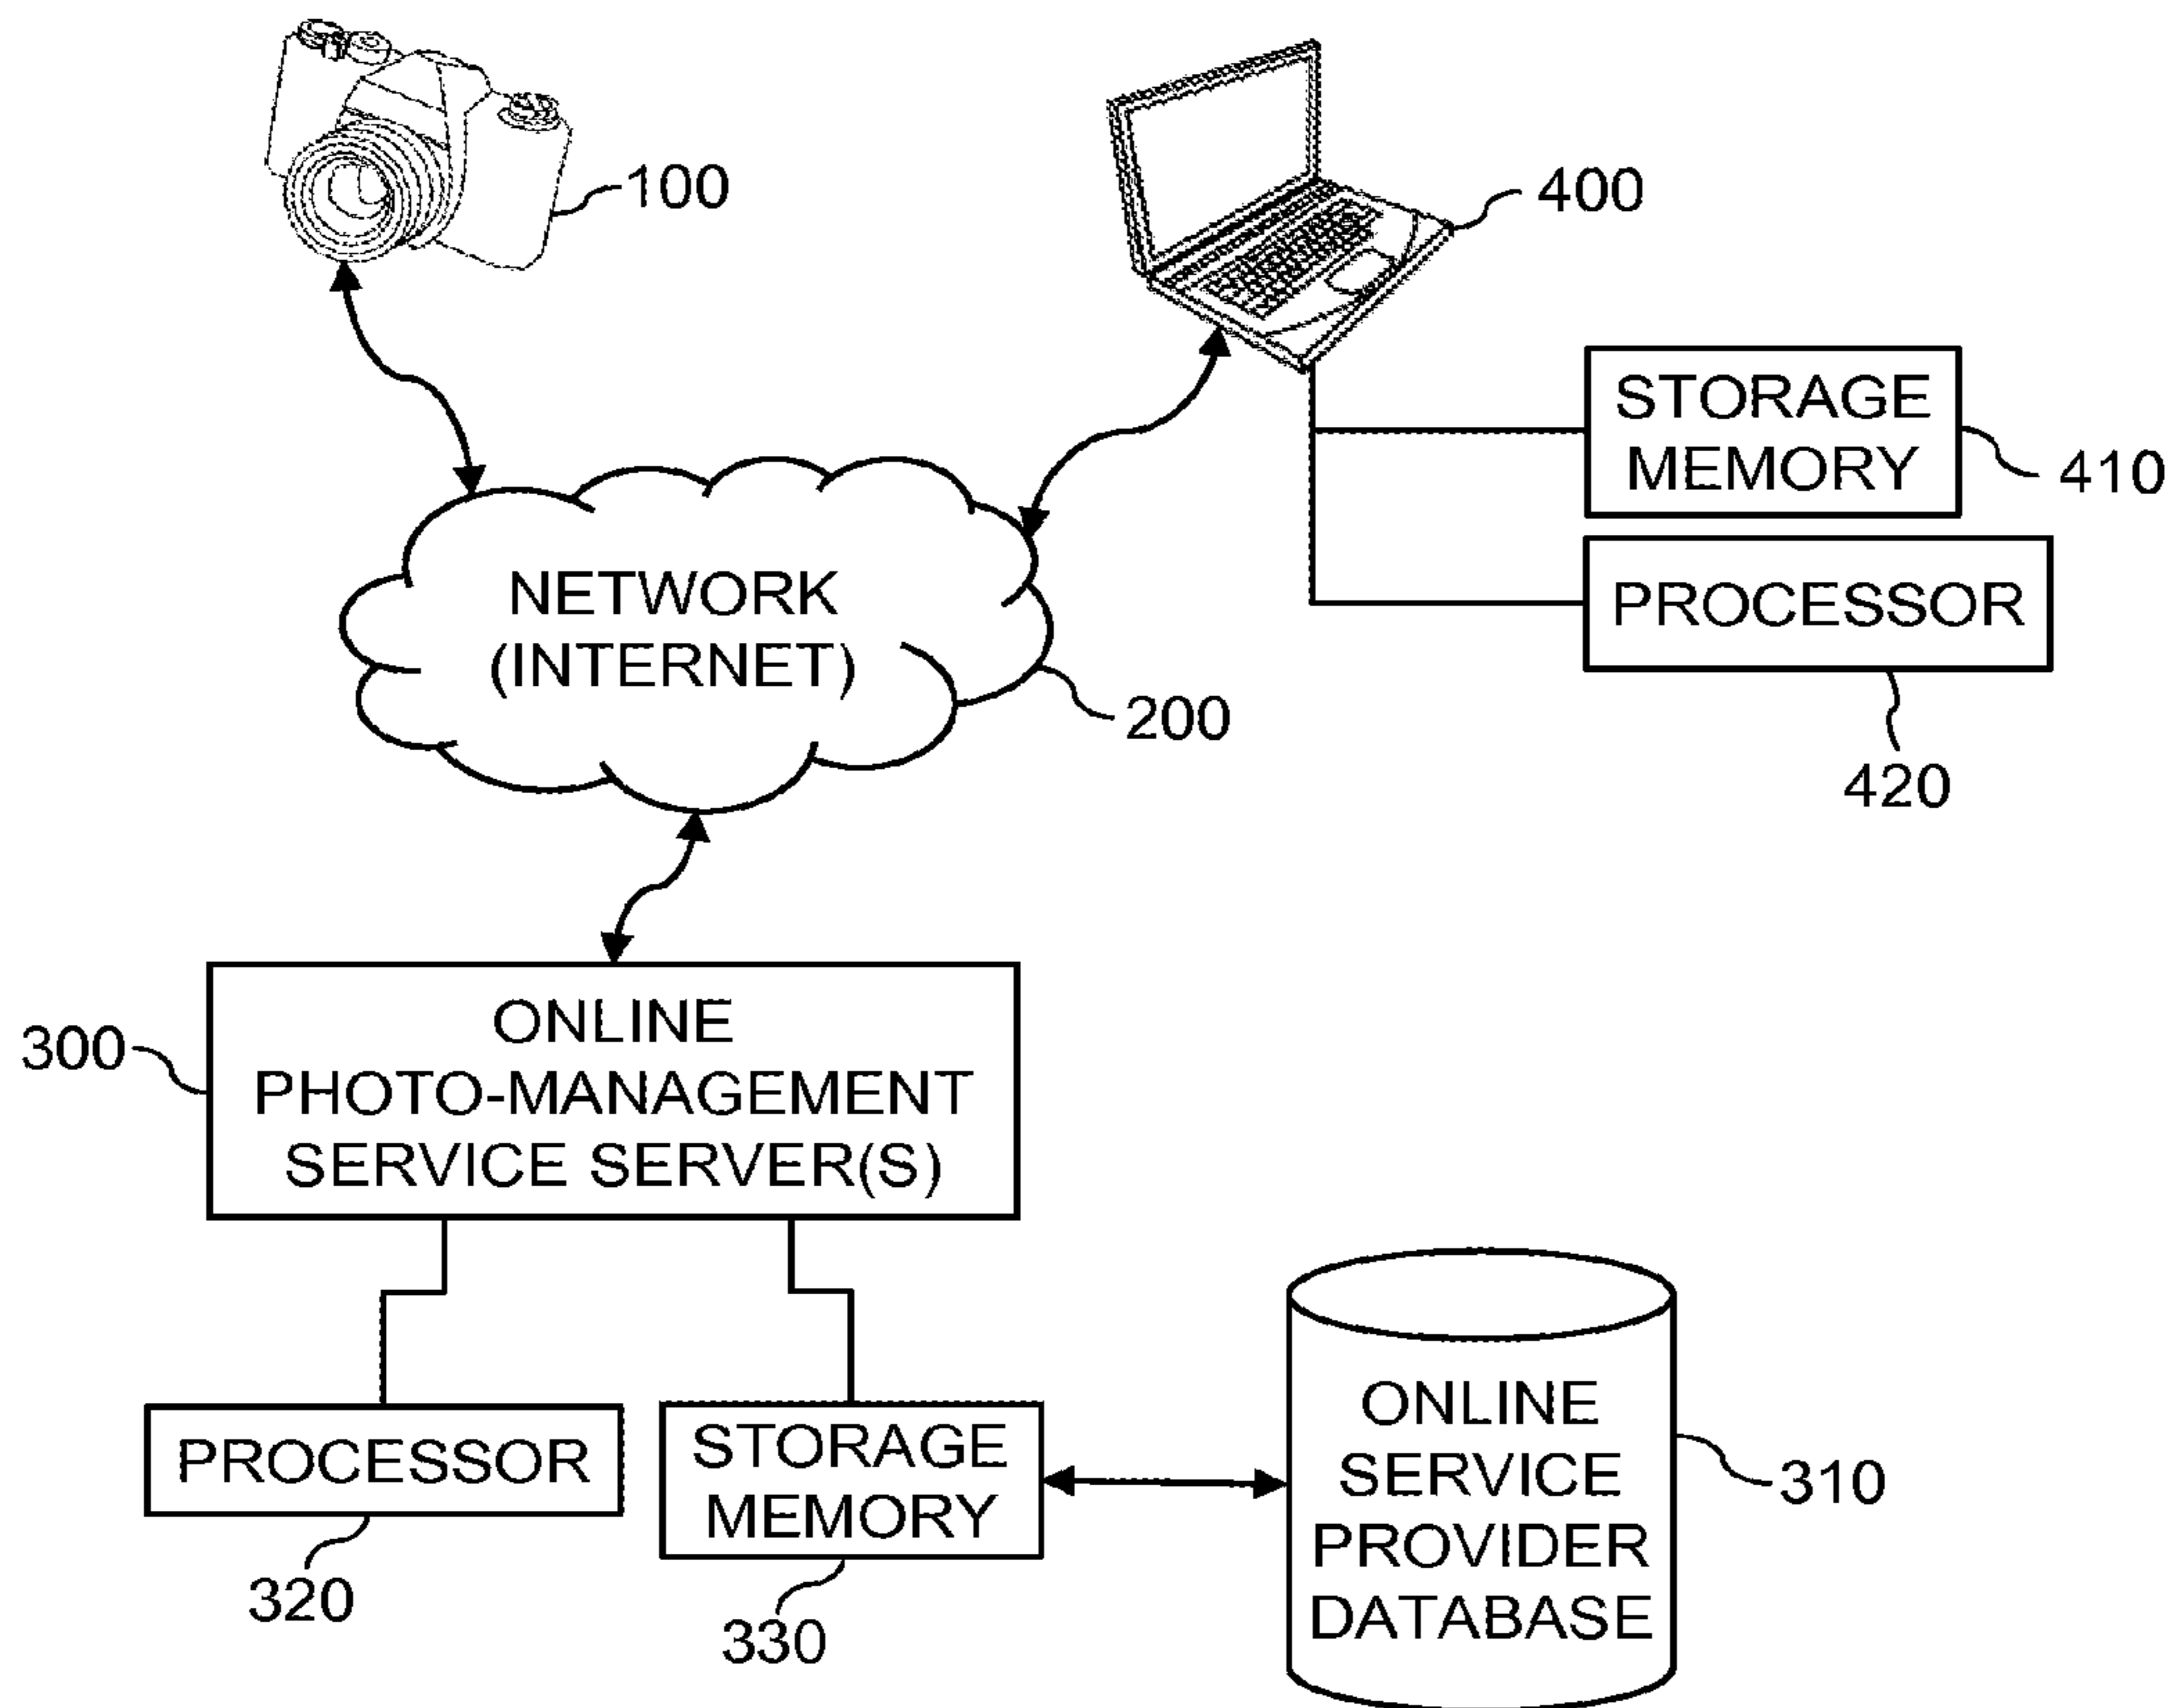 100
400
STORAGE
MEMORY
410
PROCESSOR
420
NETWORK
(INTERNET)
200
300
ONLINE
PHOTO-MANAGEMENT
SERVICE SERVER(S)
PROCESSOR
320
STORAGE
MEMORY
330
ONLINE
SERVICE
PROVIDER
DATABASE
310